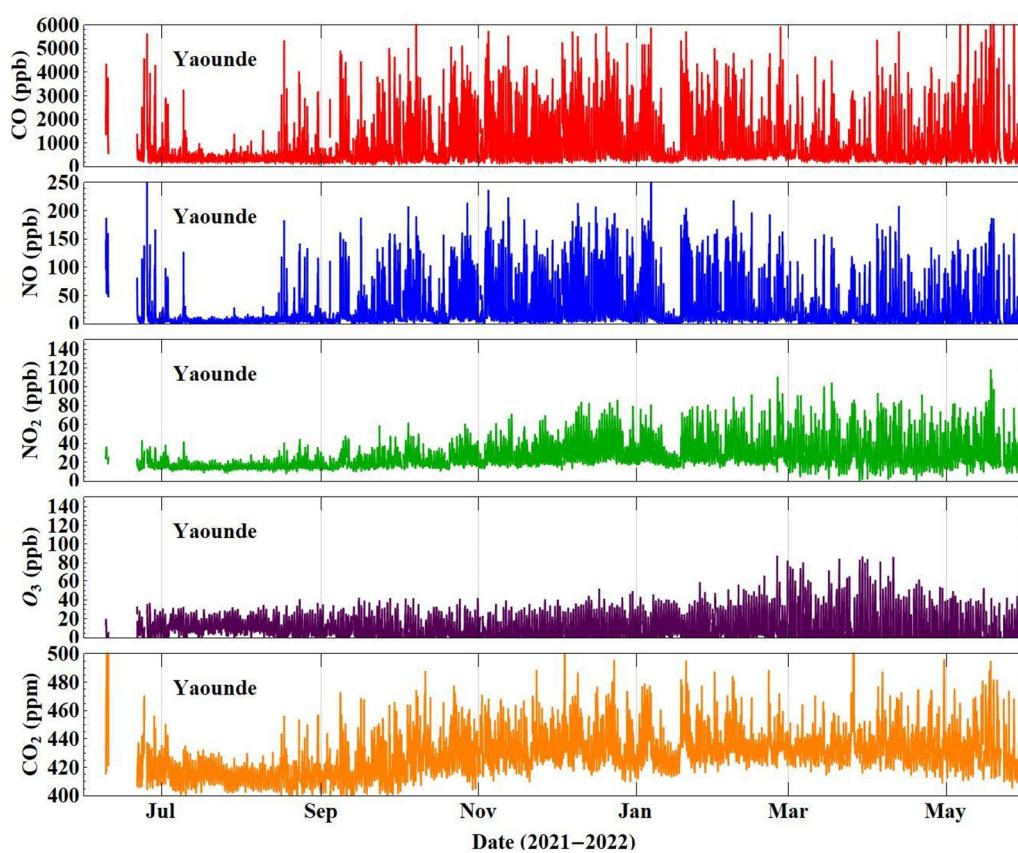 6000
5000
4000
3000
2000
1000
0
CO (ppb)
Yaounde
250
200
150
100
50
0
NO (ppb)
Yaounde
140
120
100
80
60
40
20
0
NO₂ (ppb)
Yaounde
140
120
100
80
60
40
20
0
O₃ (ppb)
Yaounde
500
480
460
440
420
400
CO₂ (ppm)
Yaounde
Jul Sep Nov Jan Mar May
Date (2021−2022)